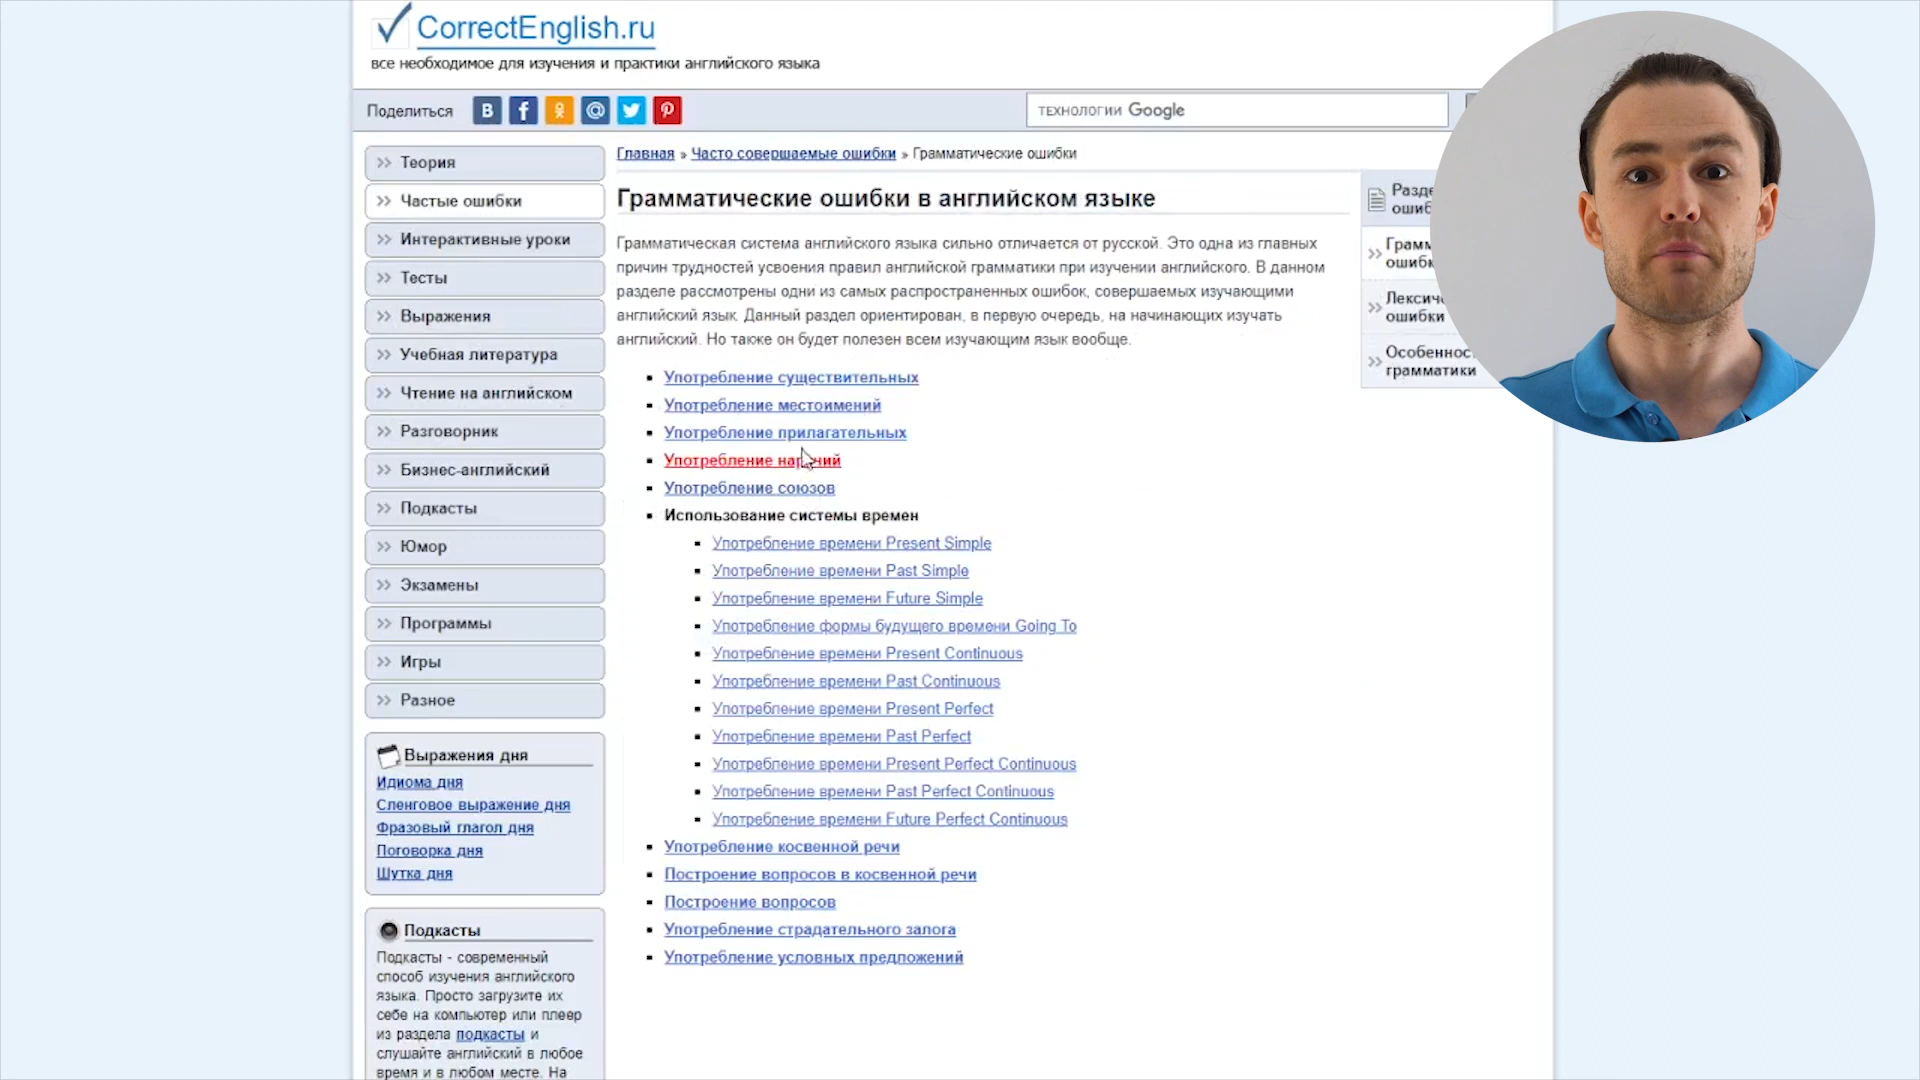 CorrectEnglish.ru
все необходимое для изучения и практики английского языка
Поделиться
ТЕХНОЛОГИИ Google
Теория
Частые ошибки
Интерактивные уроки
Тесты
Выражения
Учебная литература
Чтение на английском
Разговорник
Бизнес-английский
Подкасты
Юмор
Экзамены
Программы
Игры
Разное
Выражения дня
Идиома дня
Сленговое выражение дня
Фразовый глагол дня
Поговорка дня
Шутка дня
Подкасты
Подкасты - современный
способ изучения английского
языка. Просто загрузите их
себе на компьютер или плеер
из раздела подкасты и
слушайте английский в любое
время и в любом месте. На
Главная » Часто совершаемые ошибки » Грамматические ошибки
Грамматические ошибки в английском языке
Грамматическая система английского языка сильно отличается от русской. Это одна из главных
причин трудностей усвоения правил английской грамматики при изучении английского. В данном
разделе рассмотрены одни из самых распространенных ошибок, совершаемых изучающими
английский язык. Данный раздел ориентирован, в первую очередь, на начинающих изучать
английский. Но также он будет полезен всем изучающим язык вообще.
Употребление существительных
Употребление местоимений
Употребление прилагательных
Употребление наречий
Употребление союзов
Использование системы времен
Употребление времени Present Simple
Употребление времени Past Simple
Употребление времени Future Simple
Употребление формы будущего времени Going To
Употребление времени Present Continuous
Употребление времени Past Continuous
Употребление времени Present Perfect
Употребление времени Past Perfect
Употребление времени Present Perfect Continuous
Употребление времени Past Perfect Continuous
Употребление времени Future Perfect Continuous
Употребление косвенной речи
Построение вопросов в косвенной речи
Построение вопросов
Употребление страдательного залога
Употребление условных предложений
ошибки
грамматики